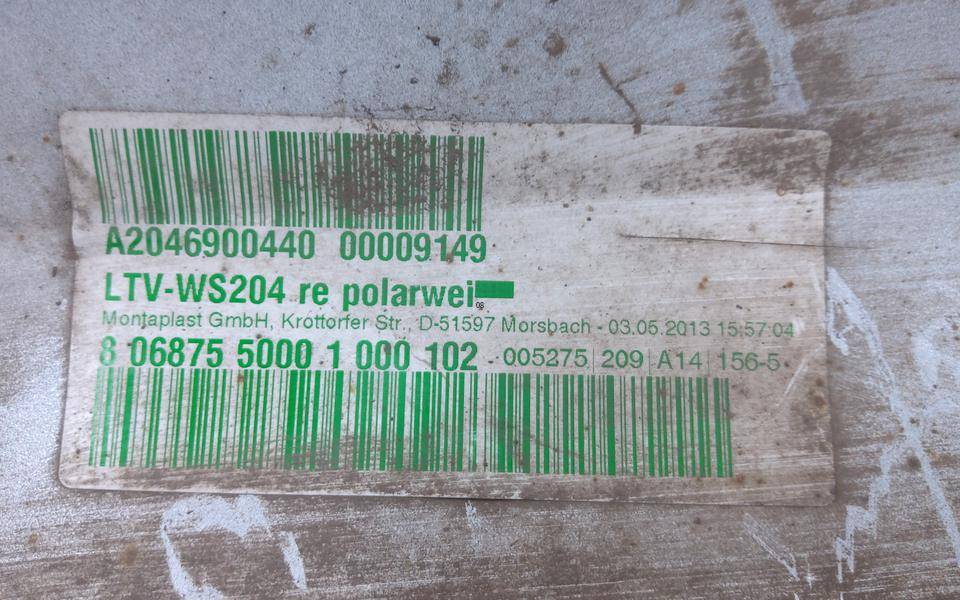 A2046900440 00009149
LTV-WS204 re polarwei
Montaplast GmbH, Krottorfer Str., D-51597 Morsbach - 03.05.2013 15:57:04
8 06875 5000 1 000 102 005275 | 209 | A14 | 156-5